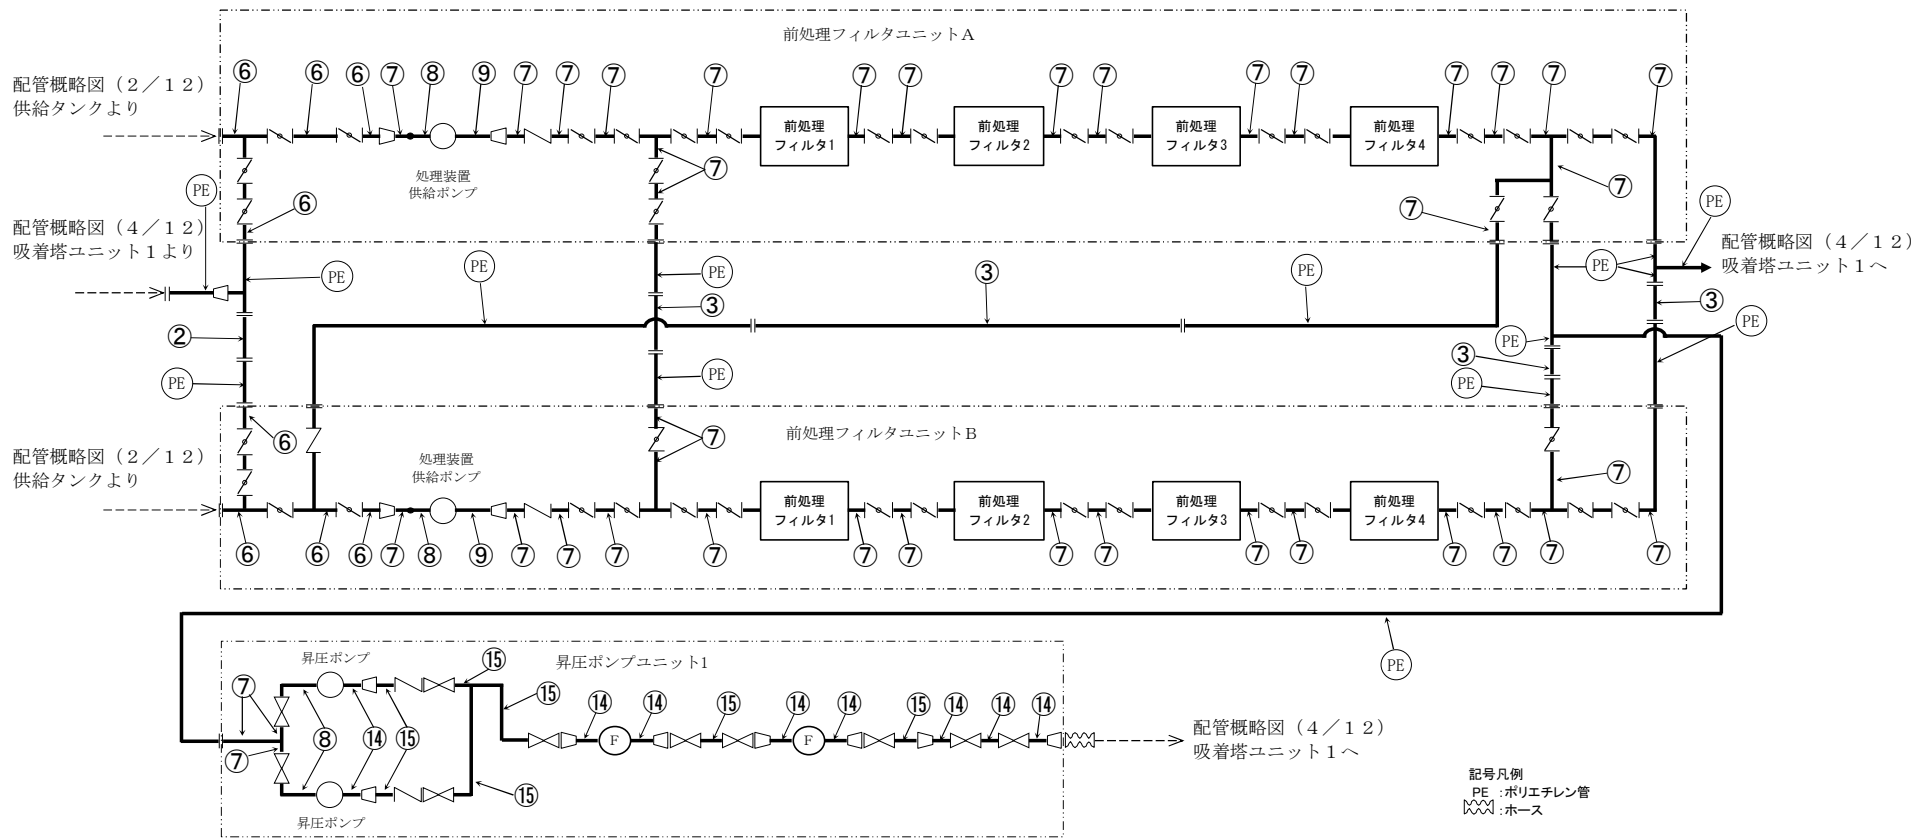 前処理フィルタユニットA
配管概略図（２／１２）
供給タンクより
⑥ ⑥ ⑥ ⑦ ⑧ ⑨ ⑦ ⑦ ⑦ ⑦ ⑦ ⑦ ⑦ ⑦ ⑦ ⑦ ⑦ ⑦ ⑦ ⑦
前処理
フィルタ1
前処理
フィルタ2
前処理
フィルタ3
前処理
フィルタ4
処理装置
供給ポンプ
PE
⑥
⑦
⑦
⑦
PE
配管概略図（４／１２）
吸着塔ユニット１より
配管概略図（４／１２）
吸着塔ユニット１へ
PE
PE
PE
③
PE
PE
③
③
②
PE
PE
③
PE
PE
PE
PE
⑥
⑦
前処理フィルタユニットB
配管概略図（２／１２）
供給タンクより
処理装置
供給ポンプ
⑦
前処理
フィルタ1
前処理
フィルタ2
前処理
フィルタ3
前処理
フィルタ4
⑥ ⑥ ⑥ ⑦ ⑧ ⑨ ⑦ ⑦ ⑦ ⑦ ⑦ ⑦ ⑦ ⑦ ⑦ ⑦ ⑦ ⑦ ⑦ ⑦
PE
昇圧ポンプ
⑮
昇圧ポンプユニット1
⑦
⑮
⑭ ⑭ ⑮ ⑭ ⑭ ⑮ ⑭ ⑭ ⑭
F
F
⑦
⑧ ⑭ ⑮
⑮
昇圧ポンプ
配管概略図（４／１２）
吸着塔ユニット１へ
記号凡例
PE ：ポリエチレン管
：ホース